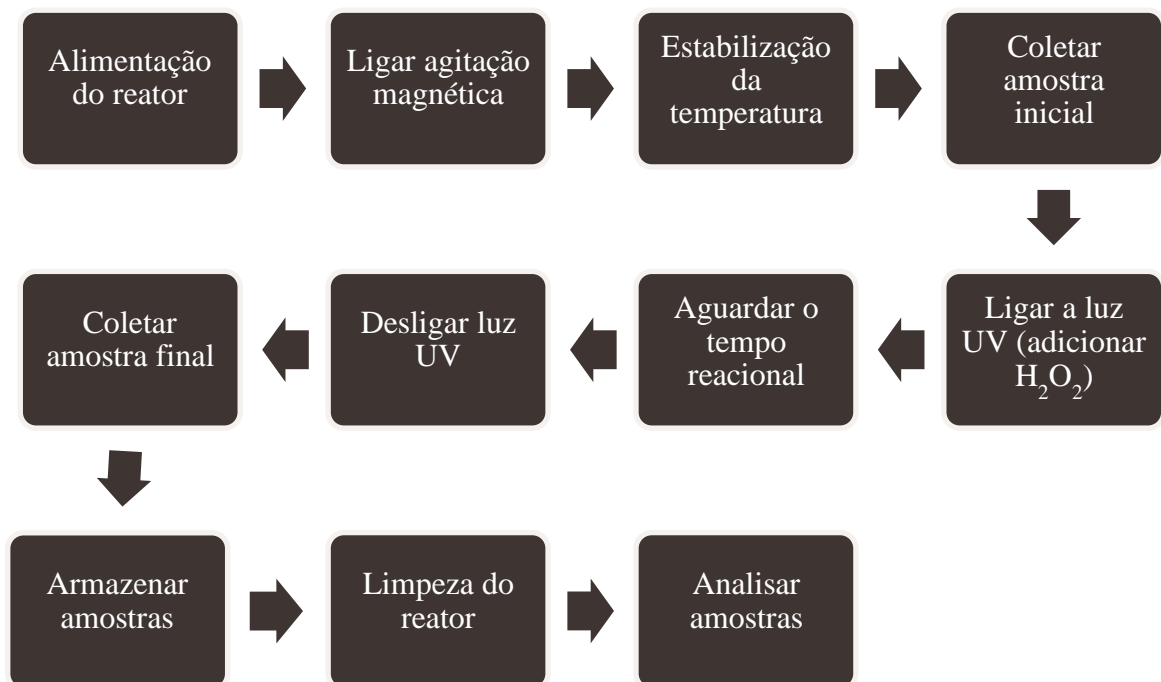 Alimentação
do reator
Ligar agitação
magnética
Estabilização
da
temperatura
Coletar
amostra
inicial
Ligar a luz
UV (adicionar
H₂O₂)
Aguardar o
tempo
reacional
Desligar luz
UV
Coletar
amostra final
Armazenar
amostras
Limpeza do
reator
Analisar
amostras